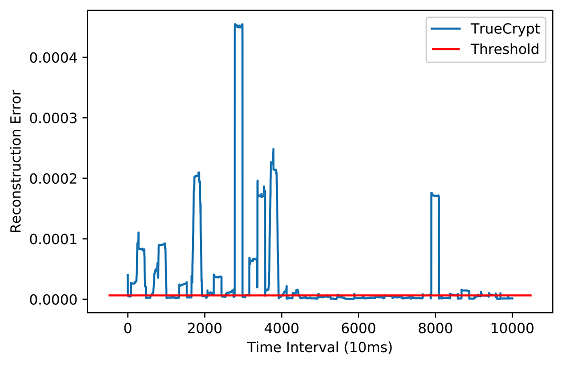 TrueCrypt
Threshold
0.0004
0.0003
0.0002
0.0001
0.0000
Reconstruction Error
0 2000 4000 6000 8000 10000
Time Interval (10ms)